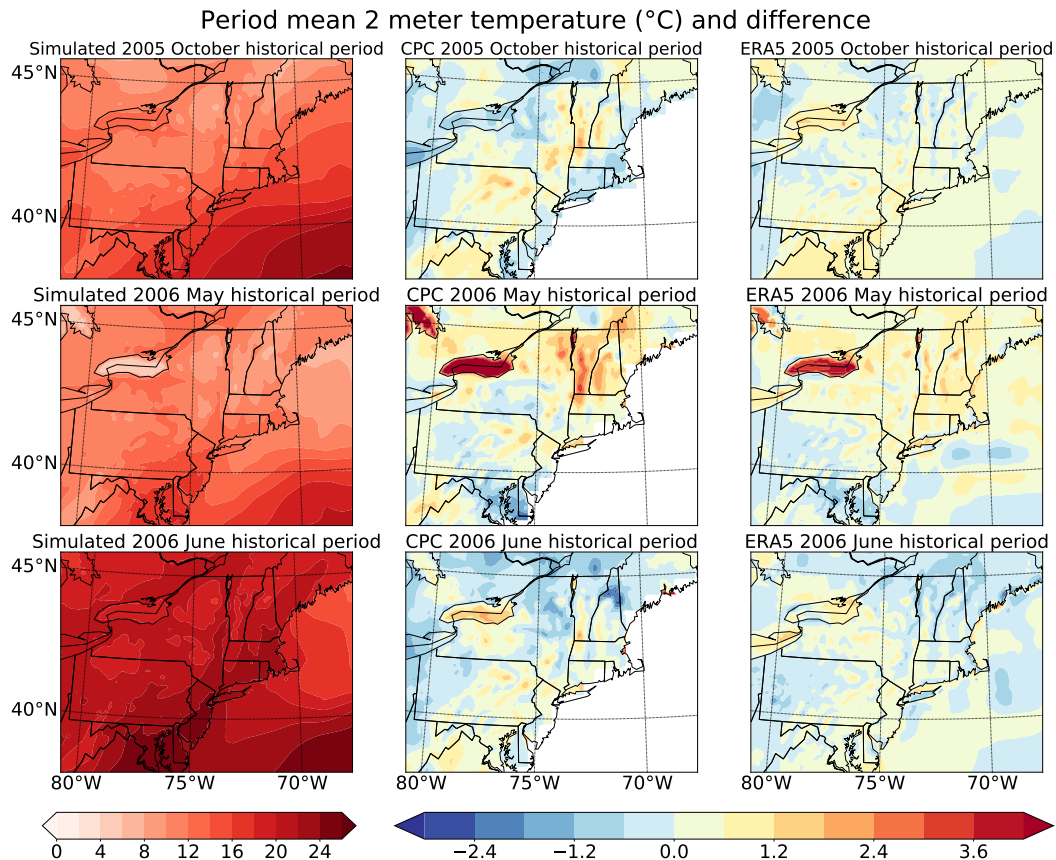 Period mean 2 meter temperature (°C) and difference
Simulated 2005 October historical period
CPC 2005 October historical period
ERA5 2005 October historical period
45°N
40°N
Simulated 2006 May historical period
CPC 2006 May historical period
ERA5 2006 May historical period
45°N
40°N
Simulated 2006 June historical period
CPC 2006 June historical period
ERA5 2006 June historical period
45°N
40°N
80°W 75°W 70°W
80°W 75°W 70°W
80°W 75°W 70°W
0 4 8 12 16 20 24
−2.4 −1.2 0.0 1.2 2.4 3.6